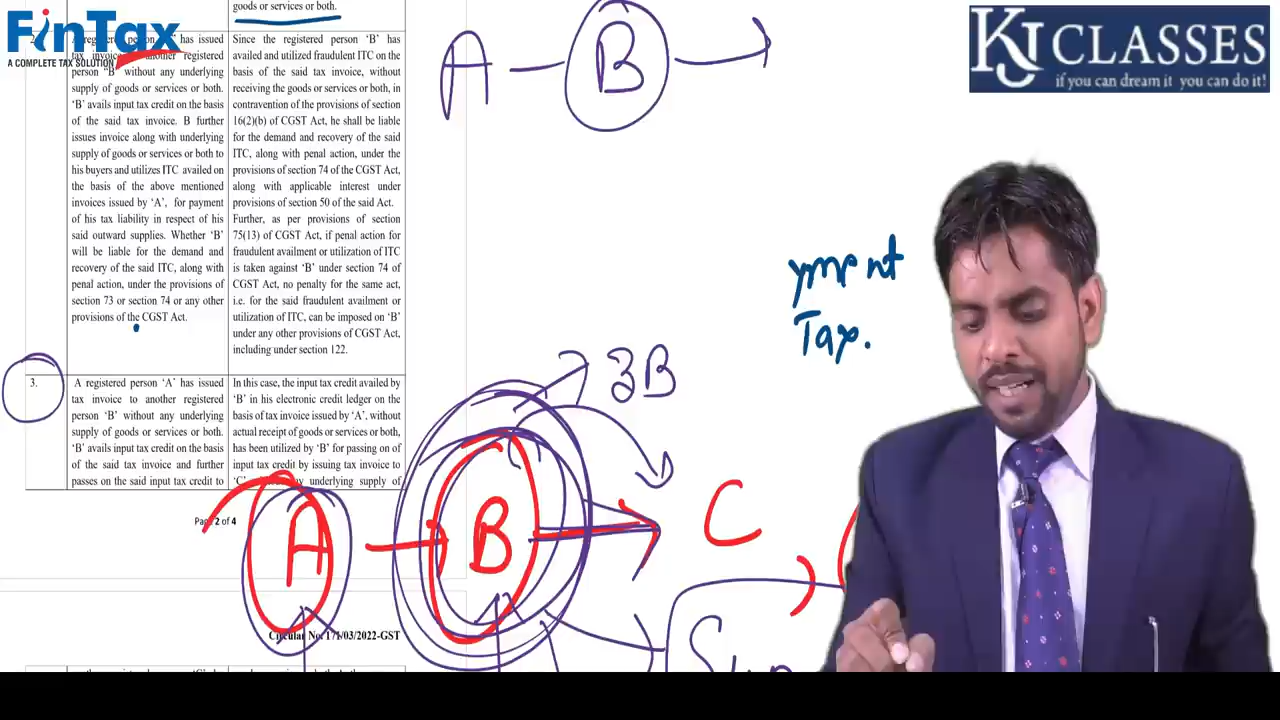 FinTax
A COMPLETE TAX SOLUTION
KJ CLASSES
if you can dream it you can do it!
goods or services or both.
has issued
tax invoice
another registered
person "B" without any underlying
supply of goods or services or both.
'B' avails input tax credit on the basis
of the said tax invoice. B further
issues invoice along with underlying
supply of goods or services or both to
his buyers and utilizes ITC availed on
the basis of the above mentioned
invoices issued by 'A', for payment
of his tax liability in respect of his
said outward supplies. Whether 'B'
will be liable for the demand and
recovery of the said ITC, along with
penal action, under the provisions of
section 73 or section 74 or any other
provisions of the CGST Act.
Since the registered person 'B' has
availed and utilized fraudulent ITC on
the basis of the said tax invoice, without
receiving the goods or services or both, in
contravention of the provisions of section
16(2)(b) of CGST Act, he shall be liable
for the demand and recovery of the said
ITC, along with penal action, under the
provisions of section 74 of the CGST Act,
along with applicable interest under
provisions of section 50 of the said Act.
Further, as per provisions of section
75(13) of CGST Act, if penal action for
fraudulent availment or utilization of ITC
is taken against 'B' under section 74 of
CGST Act, no penalty for the same act,
i.e. for the said fraudulent availment or
utilization of ITC, can be imposed on 'B'
under any other provisions of CGST Act,
including under section 122.
A B
yment
Tax.
3.
A registered person 'A' has issued
tax invoice to another registered
person 'B' without any underlying
supply of goods or services or both.
'B' avails input tax credit on the basis
of the said tax invoice and further
passes on the said input tax credit to
In this case, the input tax credit availed by
'B' in his electronic credit ledger on the
basis of tax invoice issued by 'A', without
actual receipt of goods or services or both,
has been utilized by 'B' for passing on of
input tax credit by issuing tax invoice to
'C' any underlying supply of
3B
Page 2 of 4
A B C
Circular No. 171/03/2022-GST